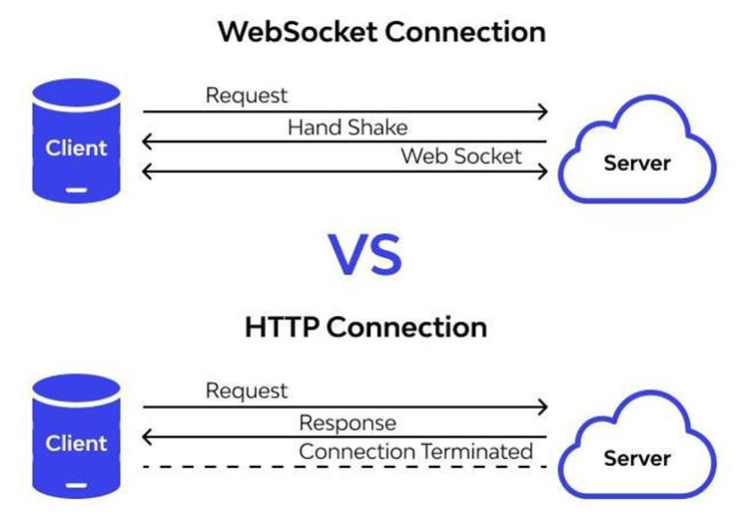 WebSocket Connection
Request
Hand Shake
Client
Web Socket
Server
VS
HTTP Connection
Request
Response
Client
Connection Terminated
Server